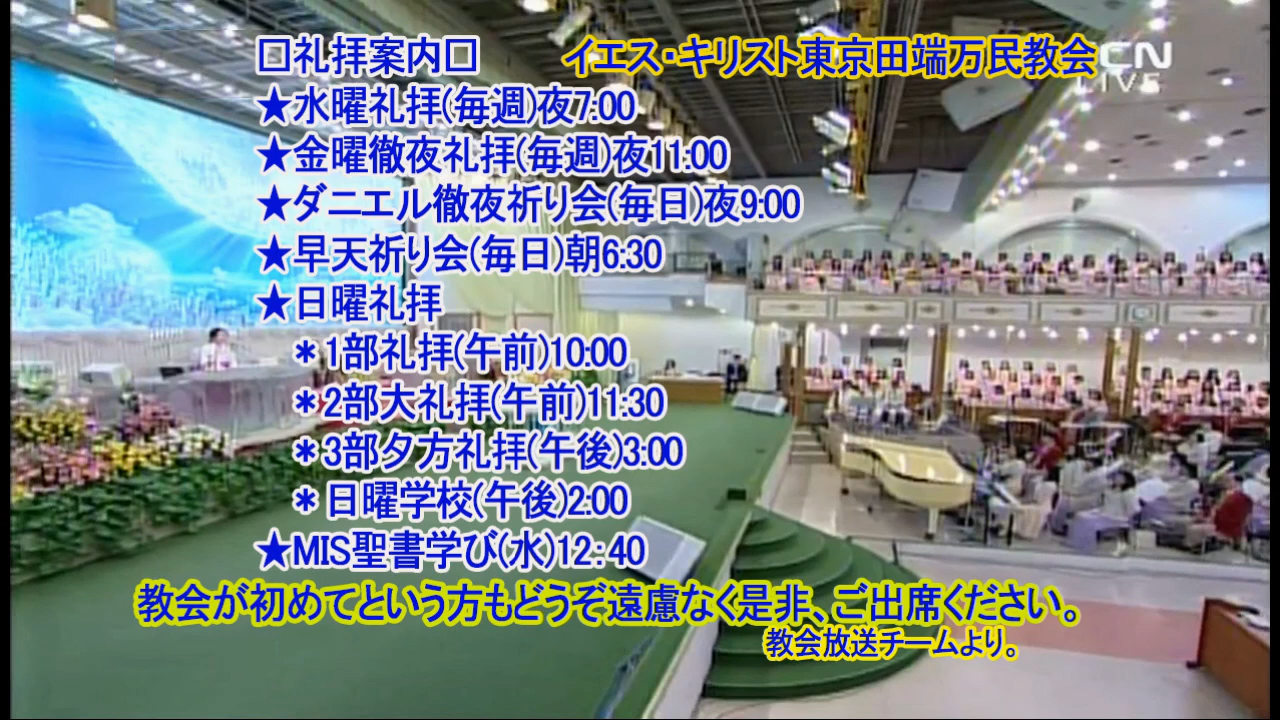 □礼拝案内□ イエス・キリスト東京田端万民教会
CN
LIVE
★水曜礼拝(毎週)夜7:00
★金曜徹夜礼拝(毎週)夜11:00
★ダニエル徹夜祈り会(毎日)夜9:00
★早天祈り会(毎日)朝6:30
★日曜礼拝
＊1部礼拝(午前)10:00
＊2部大礼拝(午前)11:30
＊3部夕方礼拝(午後)3:00
＊日曜学校(午後)2:00
★MIS聖書学び(水)12：40
教会が初めてという方もどうぞ遠慮なく是非、ご出席ください。
教会放送チームより。